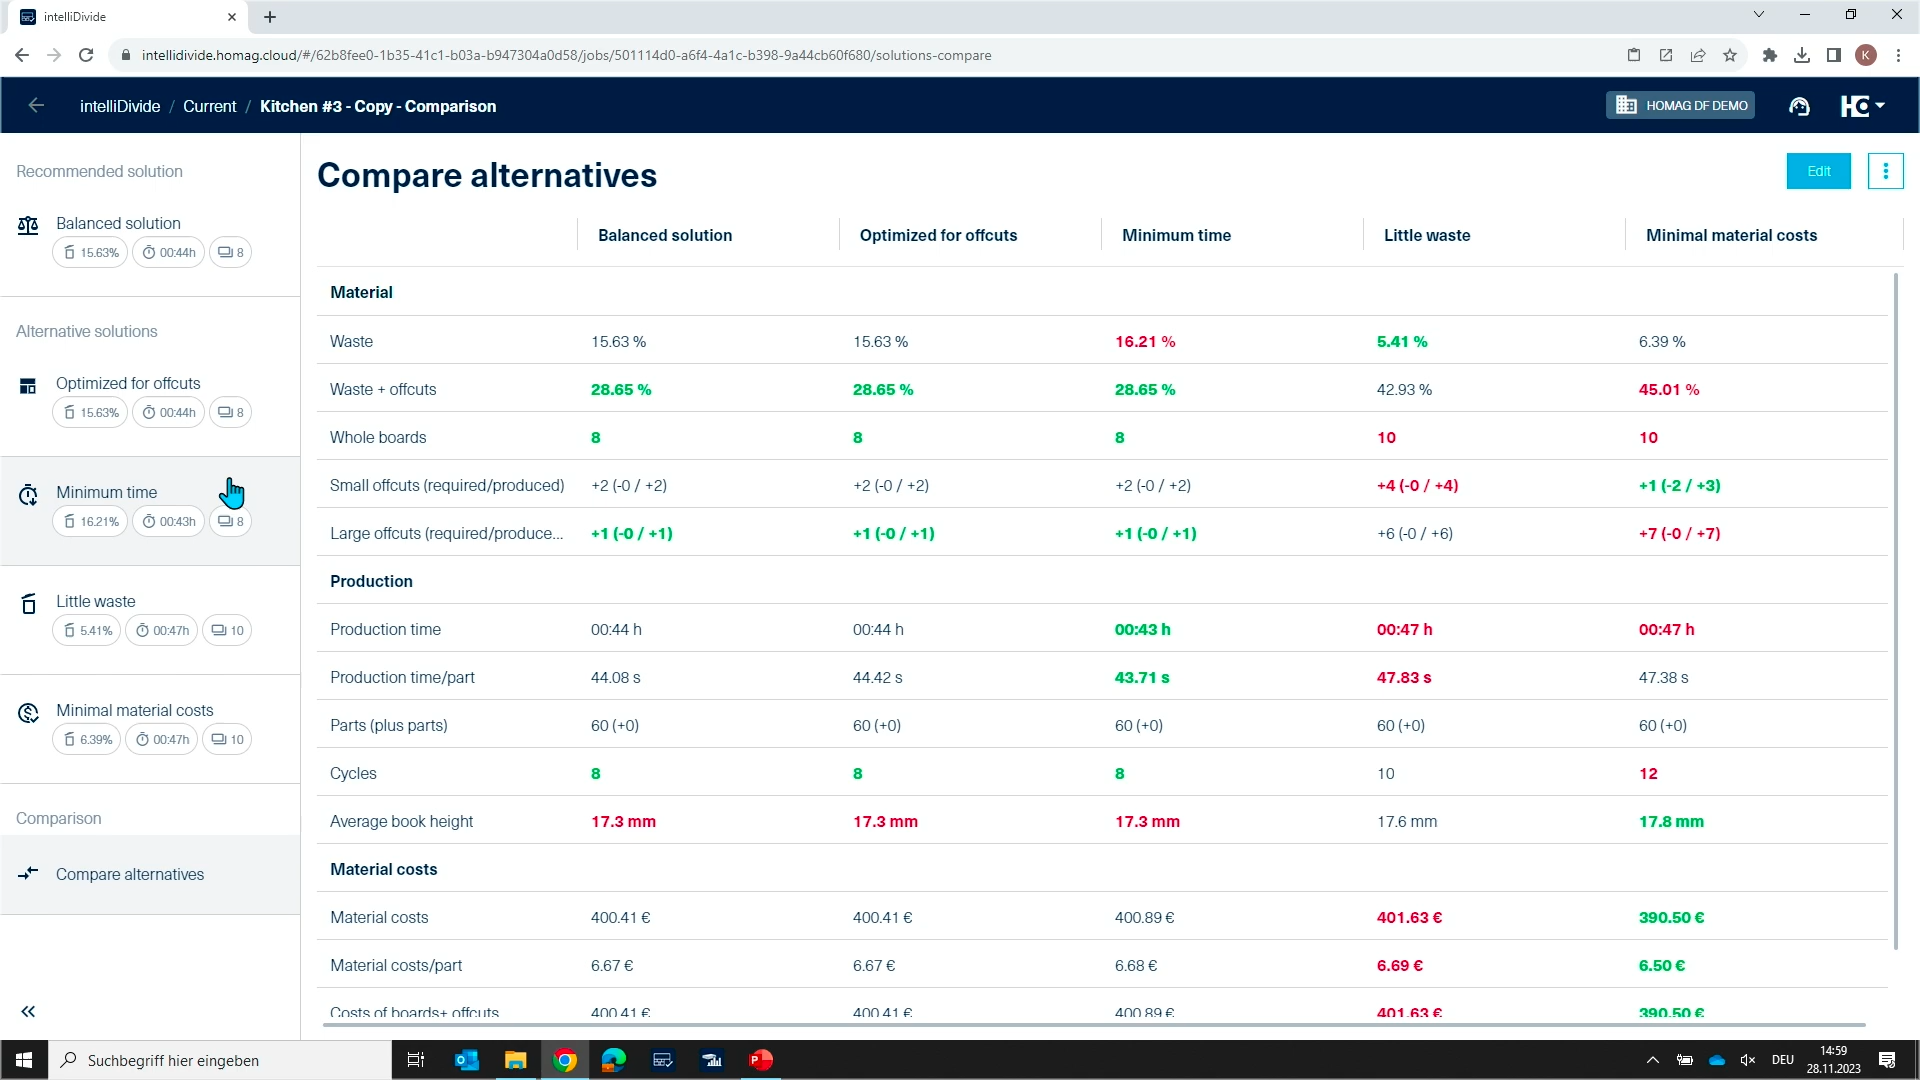 intelliDivide
intellidivide.homag.cloud/#/62b8fee0-1b35-41c1-b03a-b947304a0d58/jobs/501114d0-a6f4-4a1c-b398-9a44cb60f680/solutions-compare
K
intelliDivide / Current / Kitchen #3 - Copy - Comparison
HOMAG DF DEMO
Recommended solution
Balanced solution
15.63% 00:44h 8
Alternative solutions
Optimized for offcuts
15.63% 00:44h 8
Minimum time
16.21% 00:43h 8
Little waste
5.41% 00:47h 10
Minimal material costs
6.39% 00:47h 10
Comparison
Compare alternatives
Compare alternatives
Edit
Balanced solution Optimized for offcuts Minimum time Little waste Minimal material costs
Material
Waste 15.63 % 15.63 % 16.21 % 5.41 % 6.39 %
Waste + offcuts 28.65 % 28.65 % 28.65 % 42.93 % 45.01 %
Whole boards 8 8 8 10 10
Small offcuts (required/produced) +2 (-0 / +2) +2 (-0 / +2) +2 (-0 / +2) +4 (-0 / +4) +1 (-2 / +3)
Large offcuts (required/produce... +1 (-0 / +1) +1 (-0 / +1) +1 (-0 / +1) +6 (-0 / +6) +7 (-0 / +7)
Production
Production time 00:44 h 00:44 h 00:43 h 00:47 h 00:47 h
Production time/part 44.08 s 44.42 s 43.71 s 47.83 s 47.38 s
Parts (plus parts) 60 (+0) 60 (+0) 60 (+0) 60 (+0) 60 (+0)
Cycles 8 8 8 10 12
Average book height 17.3 mm 17.3 mm 17.3 mm 17.6 mm 17.8 mm
Material costs
Material costs 400.41 € 400.41 € 400.89 € 401.63 € 390.50 €
Material costs/part 6.67 € 6.67 € 6.68 € 6.69 € 6.50 €
Costs of boards+ offcuts 400.41 € 400.41 € 400.89 € 401.63 € 390.50 €
Suchbegriff hier eingeben
DEU
14:59
28.11.2023